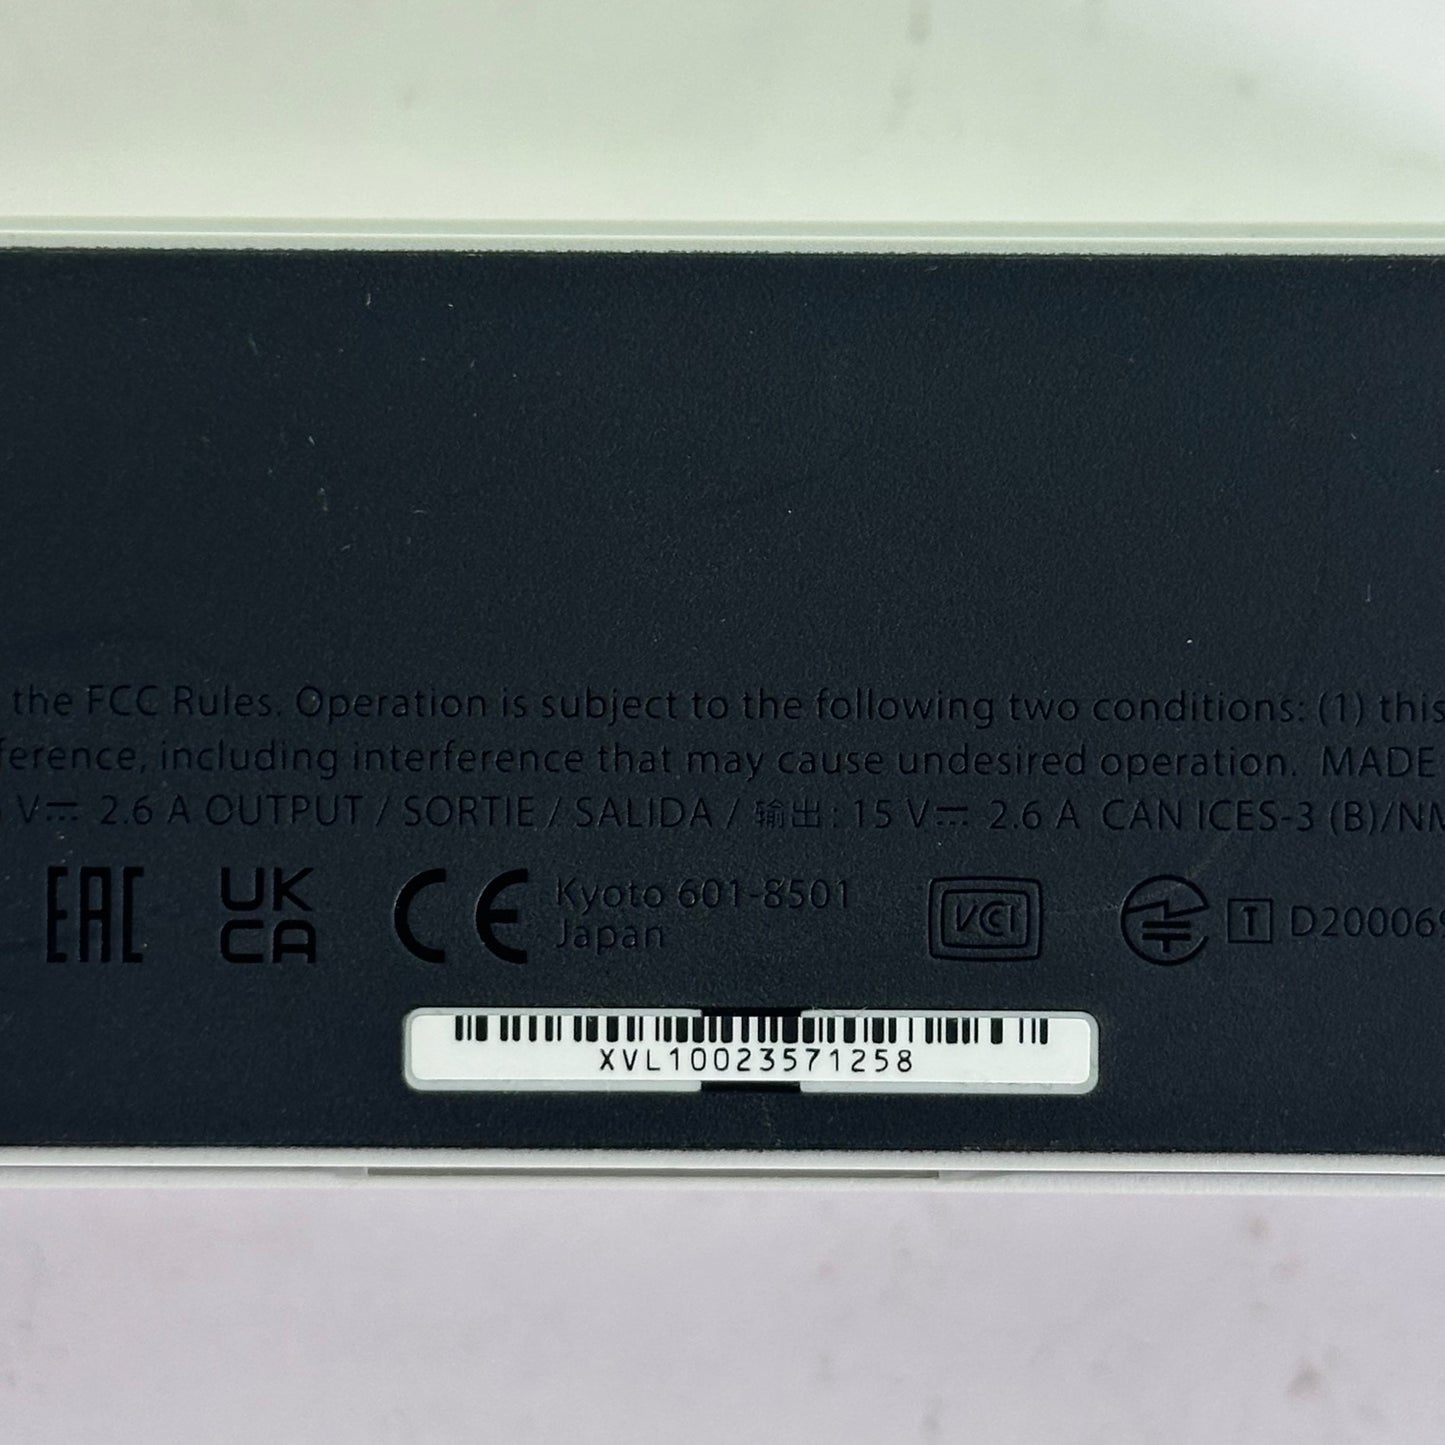 the FCC Rules. Operation is subject to the following two conditions: (1) this
ference, including interference that may cause undesired operation. MADE
V⎓ 2.6 A OUTPUT / SORTIE / SALIDA / 输出: 15 V⎓ 2.6 A CAN ICES-3 (B)/NM
EAC UK CA CE Kyoto 601-8501
Japan
VCCI T D20006
XVL10023571258